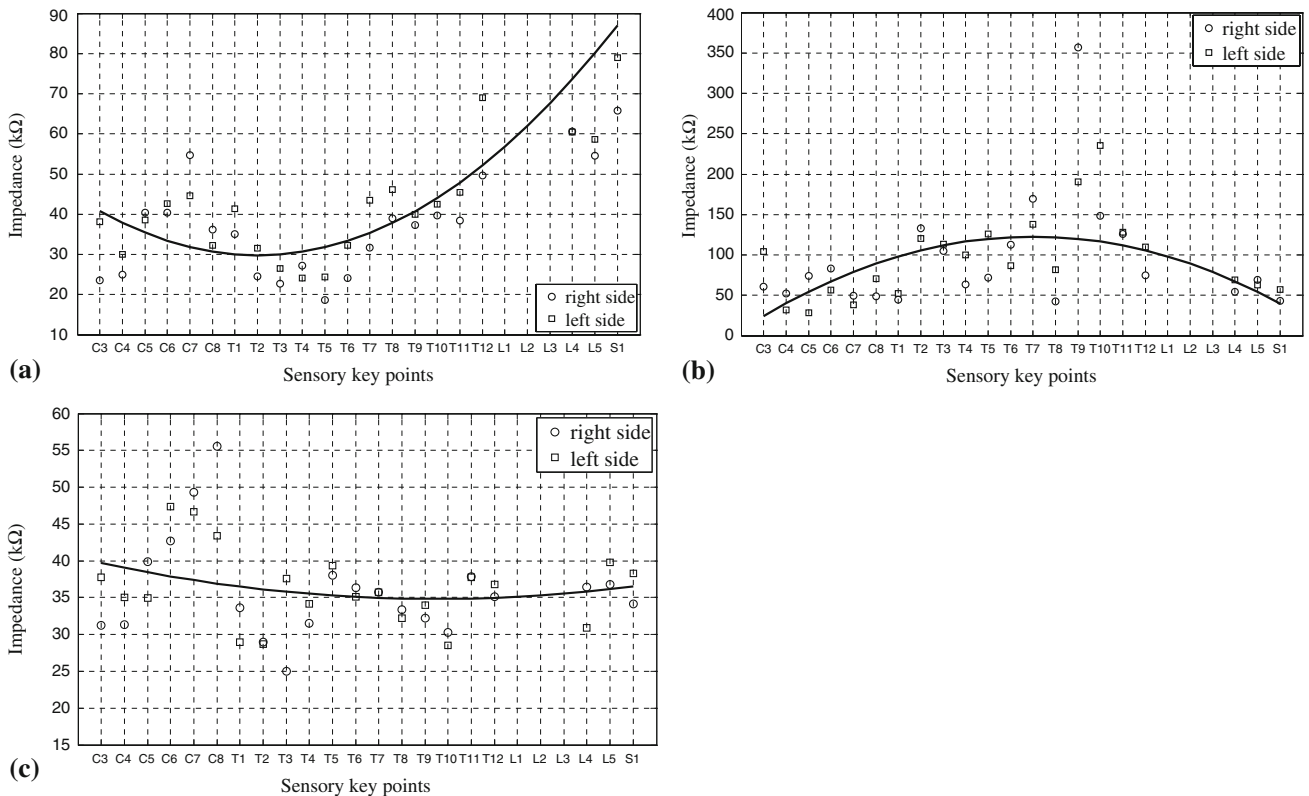 90
80
70
60
50
40
30
20
10
Impedance (kΩ)
right side
left side
C3 C4 C5 C6 C7 C8 T1 T2 T3 T4 T5 T6 T7 T8 T9 T10 T11 T12 L1 L2 L3 L4 L5 S1
Sensory key points
(a)
400
350
300
250
200
150
100
50
0
Impedance (kΩ)
right side
left side
C3 C4 C5 C6 C7 C8 T1 T2 T3 T4 T5 T6 T7 T8 T9 T10 T11 T12 L1 L2 L3 L4 L5 S1
Sensory key points
(b)
60
55
50
45
40
35
30
25
20
15
Impedance (kΩ)
right side
left side
C3 C4 C5 C6 C7 C8 T1 T2 T3 T4 T5 T6 T7 T8 T9 T10 T11 T12 L1 L2 L3 L4 L5 S1
Sensory key points
(c)